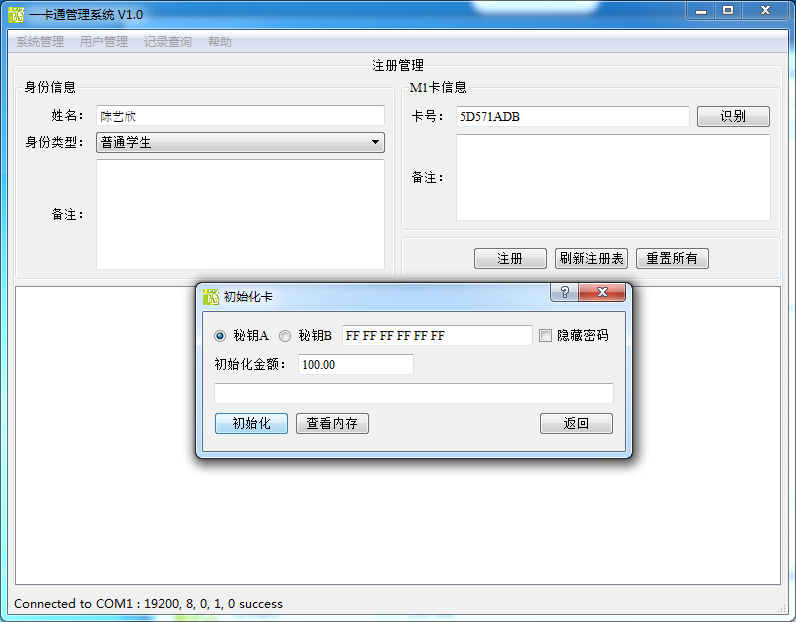 一卡通管理系统 V1.0
系统管理 用户管理 记录查询 帮助
注册管理
身份信息
姓名： 陈艺欣
身份类型： 普通学生
备注：
M1卡信息
卡号： 5D571ADB 识别
备注：
注册 刷新注册表 重置所有
初始化卡
秘钥A 秘钥B FF FF FF FF FF FF 隐藏密码
初始化金额： 100.00
初始化 查看内存 返回
Connected to COM1 : 19200, 8, 0, 1, 0 success